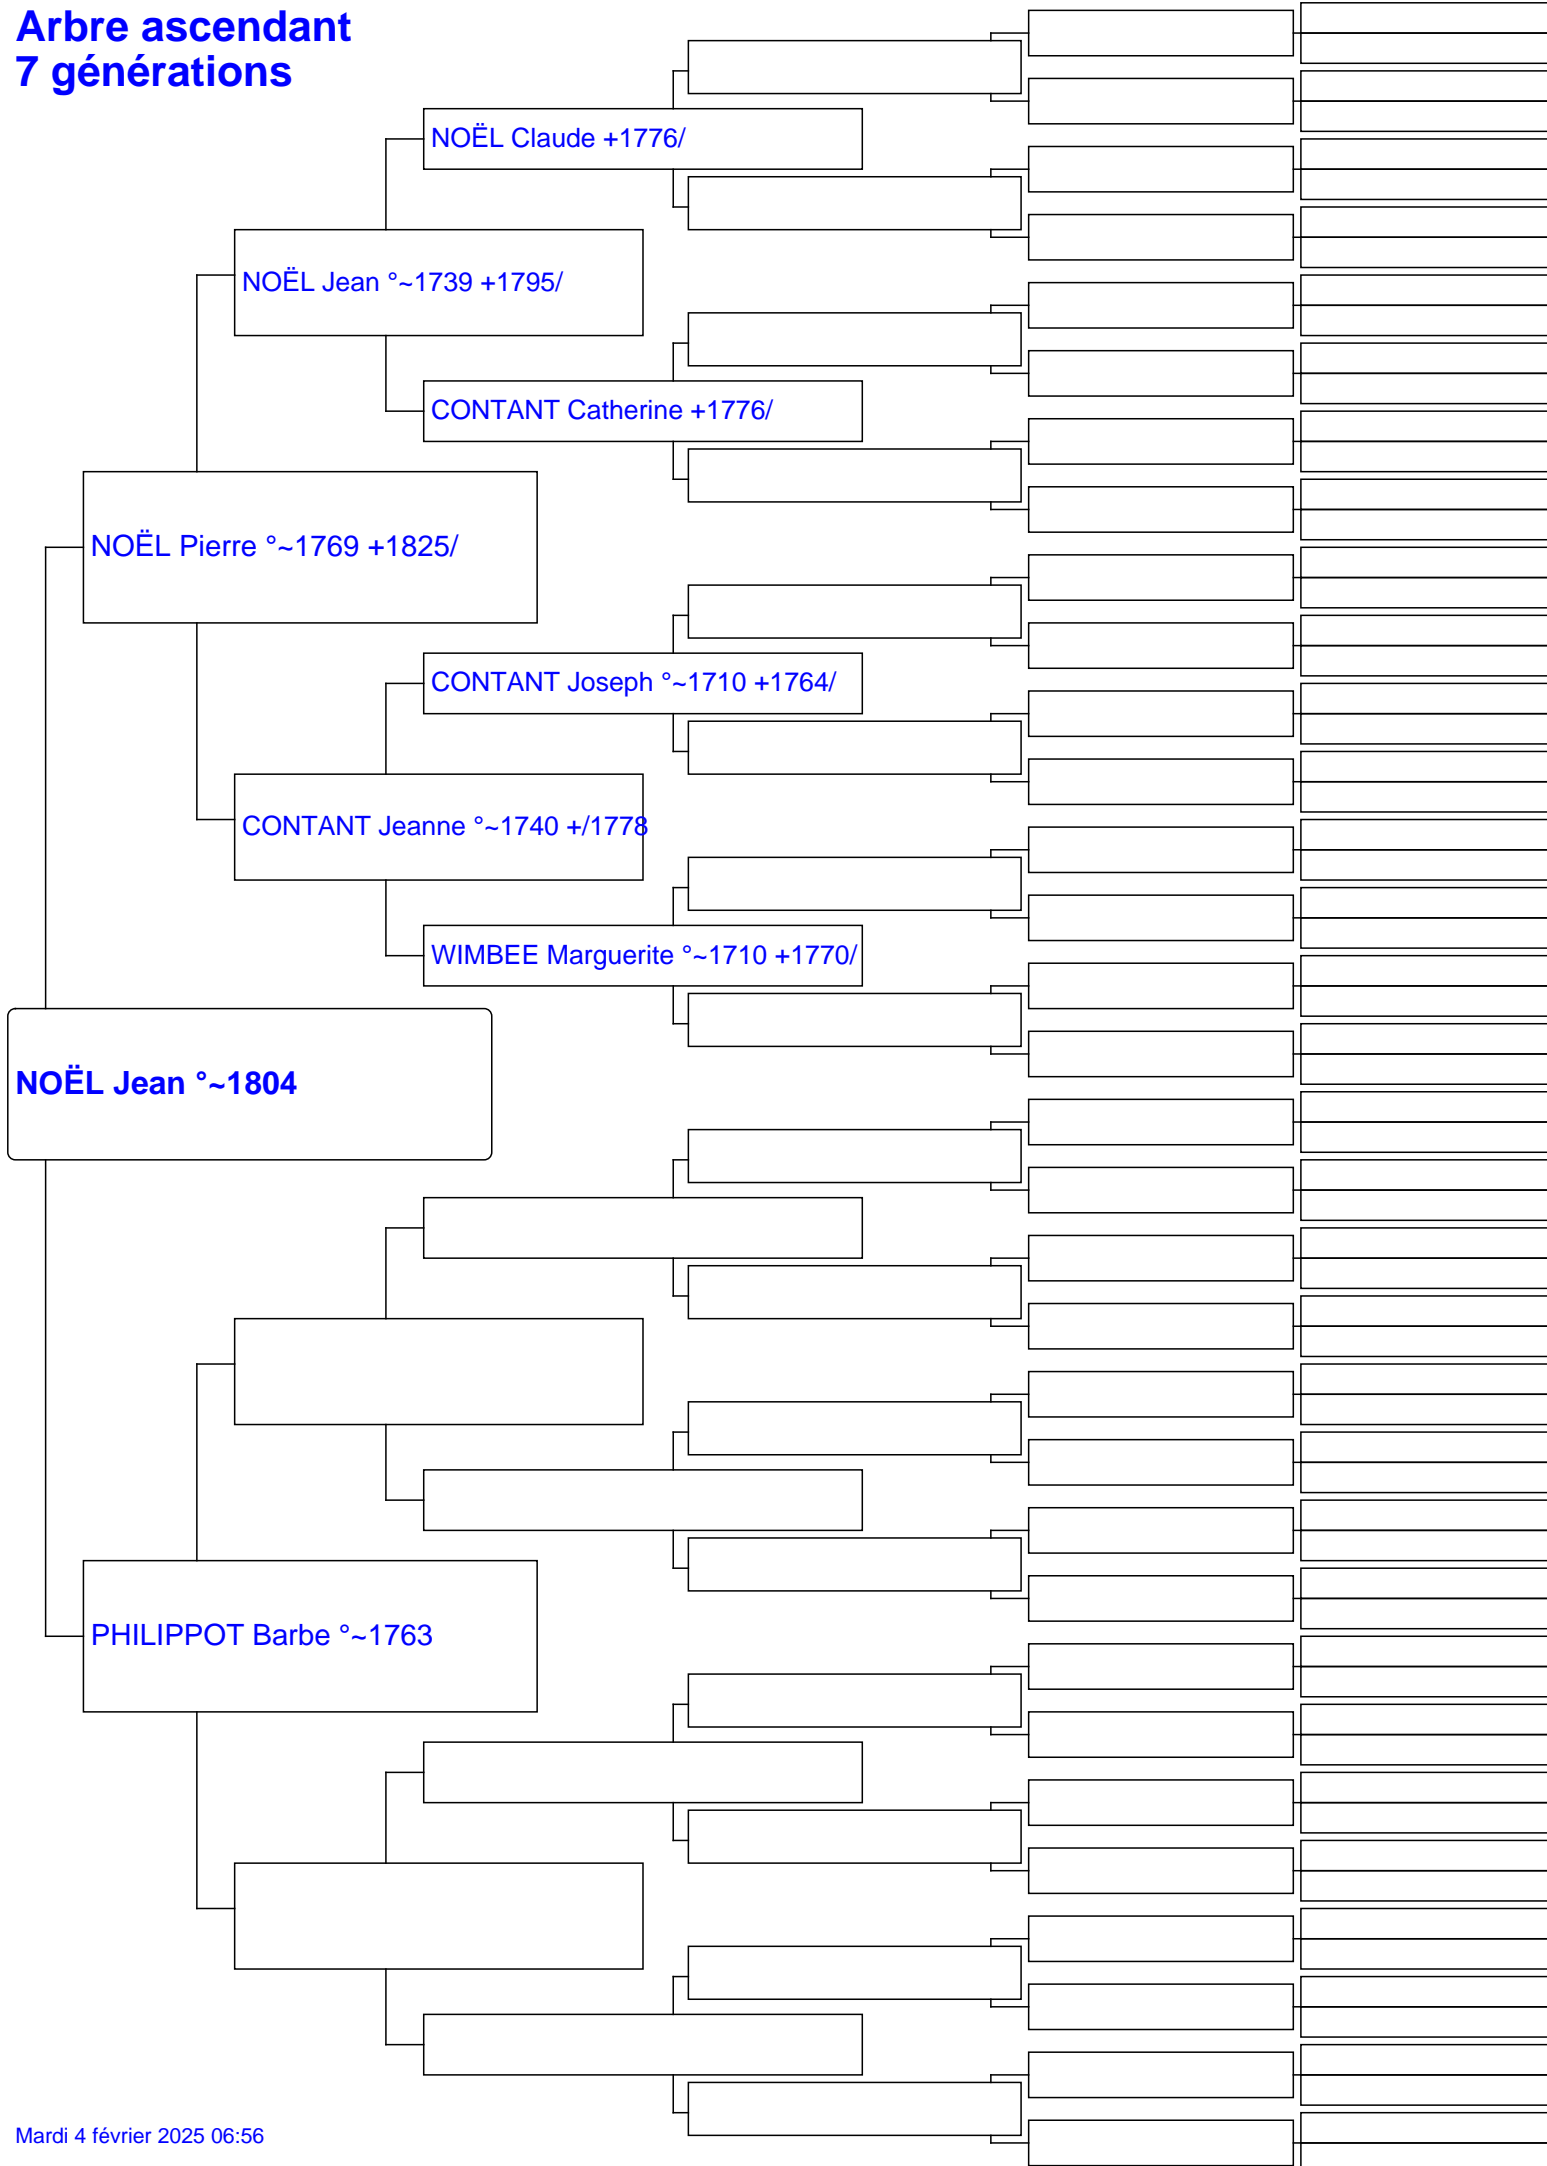 Arbre ascendant
7 générations
NOËL Claude +1776/
NOËL Jean °~1739 +1795/
CONTANT Catherine +1776/
NOËL Pierre °~1769 +1825/
CONTANT Joseph °~1710 +1764/
CONTANT Jeanne °~1740 +/1778
WIMBEE Marguerite °~1710 +1770/
NOËL Jean °~1804
PHILIPPOT Barbe °~1763
Mardi 4 février 2025 06:56